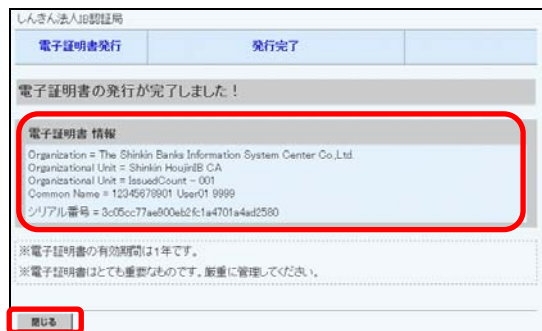 しんきん法人IB認証局
電子証明書発行 発行完了
電子証明書の発行が完了しました！
電子証明書 情報
Organization = The Shinkin Banks Information System Center Co.,Ltd.
Organizational Unit = Shinkin HoujinIB CA
Organizational Unit = IssuedCount - 001
Common Name = 12345678901 User01 9999
シリアル番号 = 3c05cc77ae800eb2fc1a4701a4ad2580
※電子証明書の有効期間は1年です。
※電子証明書はとても重要なものです。厳重に管理してください。
閉じる